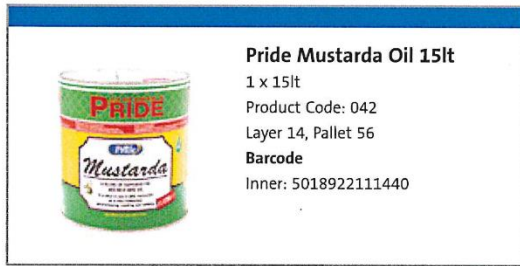 Pride Mustarda Oil 15lt
1 x 15lt
Product Code: 042
Layer 14, Pallet 56
Barcode
Inner: 5018922111440
PRIDE
Pride
Mustarda